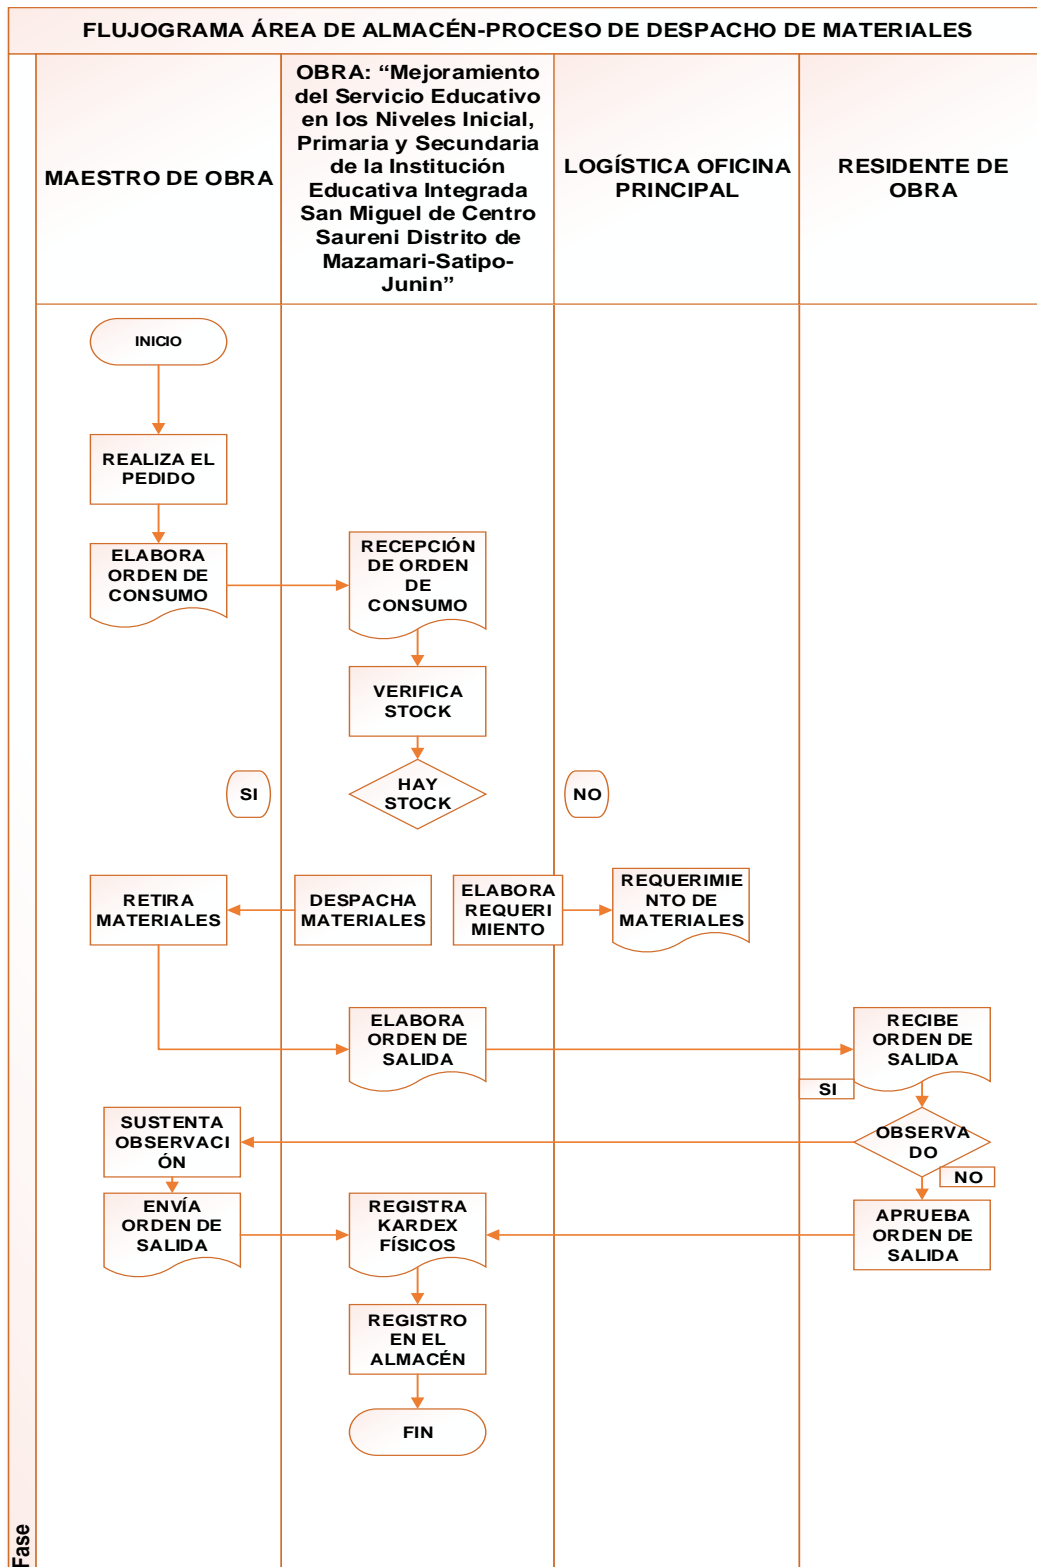 FLUJOGRAMA ÁREA DE ALMACÉN-PROCESO DE DESPACHO DE MATERIALES
MAESTRO DE OBRA
OBRA: “Mejoramiento
del Servicio Educativo
en los Niveles Inicial,
Primaria y Secundaria
de la Institución
Educativa Integrada
San Miguel de Centro
Saureni Distrito de
Mazamari-Satipo-
Junin”
LOGÍSTICA OFICINA
PRINCIPAL
RESIDENTE DE
OBRA
INICIO
REALIZA EL
PEDIDO
ELABORA
ORDEN DE
CONSUMO
RECEPCIÓN
DE ORDEN
DE
CONSUMO
VERIFICA
STOCK
SI
HAY
STOCK
NO
RETIRA
MATERIALES
DESPACHA
MATERIALES
ELABORA
REQUERI
MIENTO
REQUERIMIE
NTO DE
MATERIALES
ELABORA
ORDEN DE
SALIDA
RECIBE
ORDEN DE
SALIDA
SI
SUSTENTA
OBSERVACI
ÓN
OBSERVA
DO
NO
ENVÍA
ORDEN DE
SALIDA
REGISTRA
KARDEX
FÍSICOS
APRUEBA
ORDEN DE
SALIDA
REGISTRO
EN EL
ALMACÉN
FIN
Fase